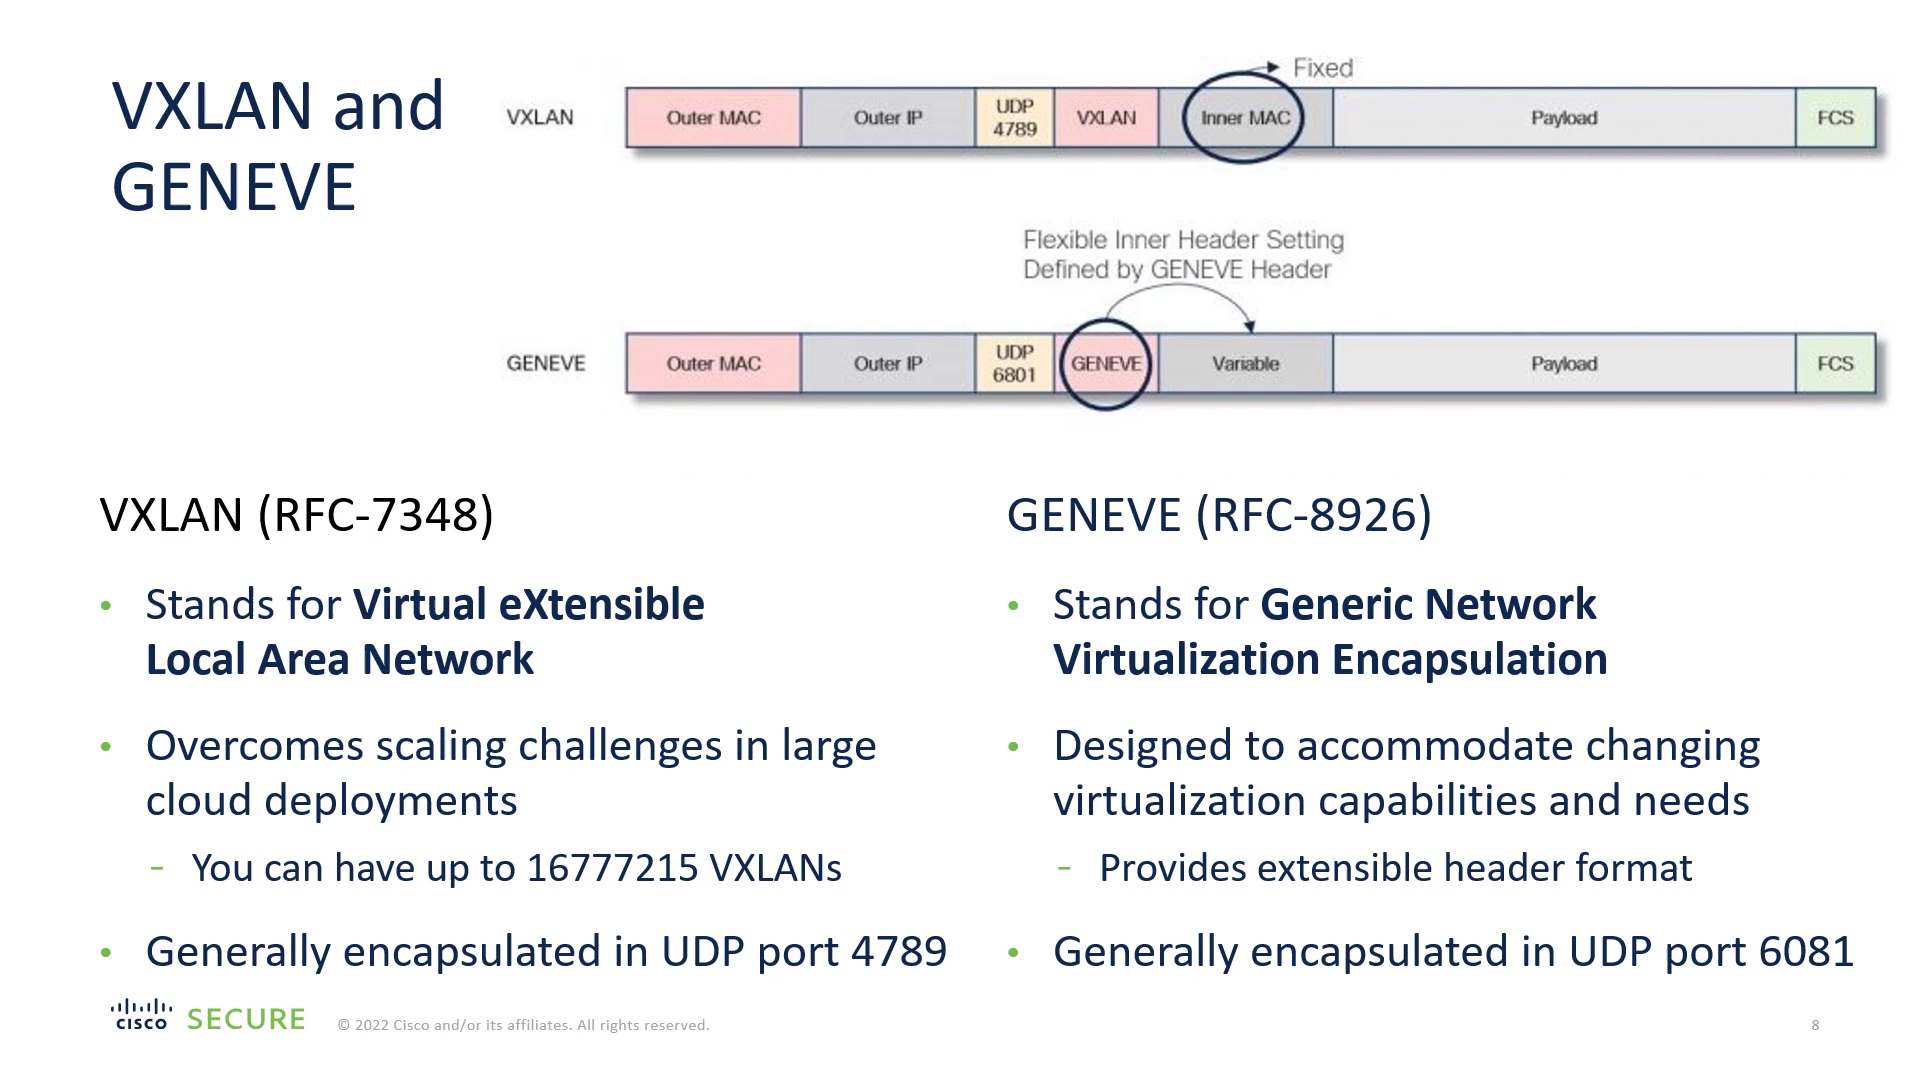 VXLAN and
GENEVE
Fixed
VXLAN
Outer MAC
Outer IP
UDP
4789
VXLAN
Inner MAC
Payload
FCS
Flexible Inner Header Setting
Defined by GENEVE Header
GENEVE
Outer MAC
Outer IP
UDP
6801
GENEVE
Variable
Payload
FCS
VXLAN (RFC-7348)
• Stands for Virtual eXtensible
Local Area Network
• Overcomes scaling challenges in large
cloud deployments
- You can have up to 16777215 VXLANs
• Generally encapsulated in UDP port 4789
GENEVE (RFC-8926)
• Stands for Generic Network
Virtualization Encapsulation
• Designed to accommodate changing
virtualization capabilities and needs
- Provides extensible header format
• Generally encapsulated in UDP port 6081
CISCO SECURE
© 2022 Cisco and/or its affiliates. All rights reserved.
8